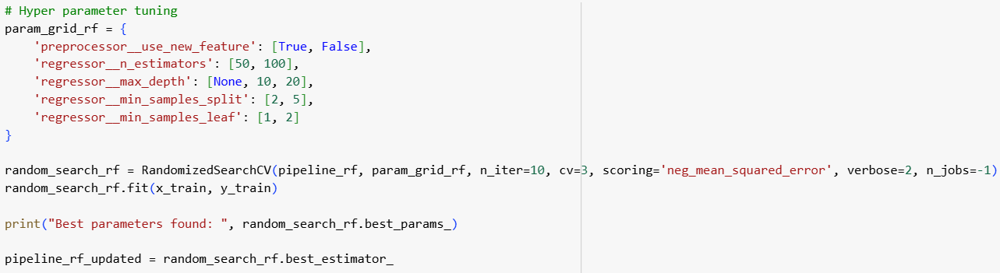 # Hyper parameter tuning
param_grid_rf = {
    'preprocessor__use_new_feature': [True, False],
    'regressor__n_estimators': [50, 100],
    'regressor__max_depth': [None, 10, 20],
    'regressor__min_samples_split': [2, 5],
    'regressor__min_samples_leaf': [1, 2]
}
random_search_rf = RandomizedSearchCV(pipeline_rf, param_grid_rf, n_iter=10, cv=3, scoring='neg_mean_squared_error', verbose=2, n_jobs=-1)
random_search_rf.fit(x_train, y_train)
print("Best parameters found: ", random_search_rf.best_params_)
pipeline_rf_updated = random_search_rf.best_estimator_